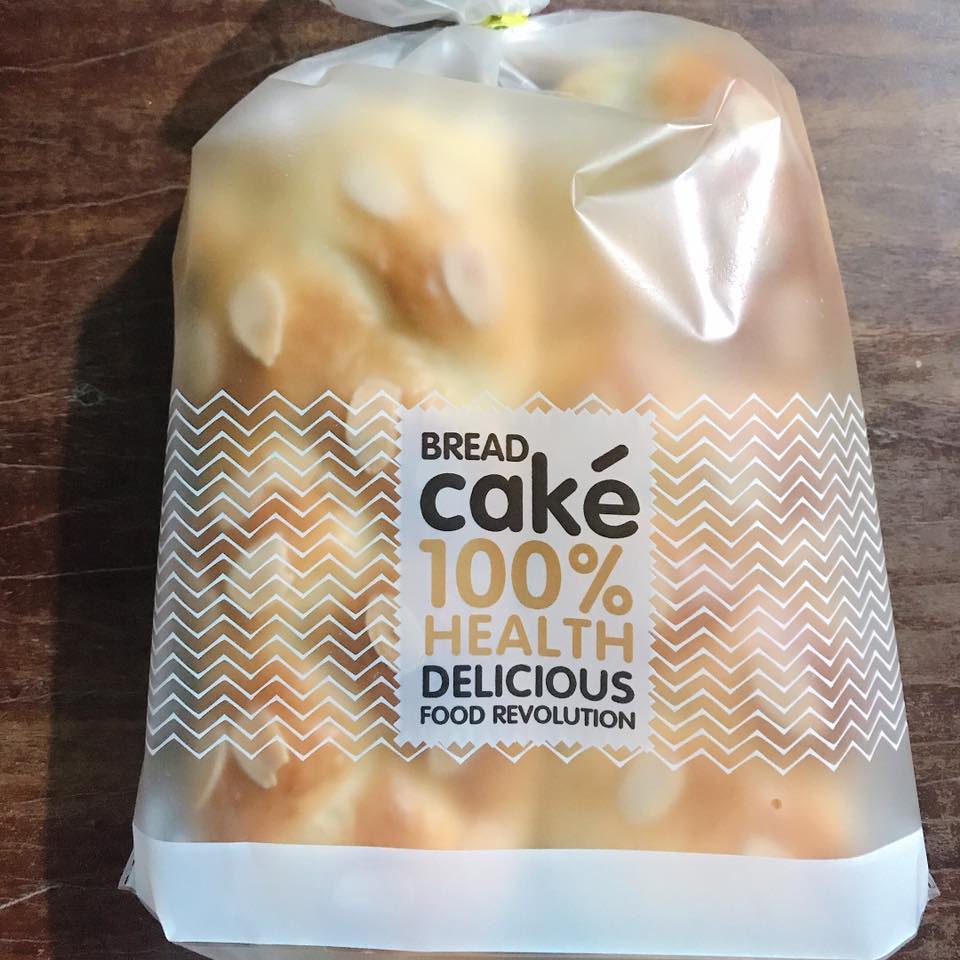 BREAD
caké
100%
HEALTH
DELICIOUS
FOOD REVOLUTION